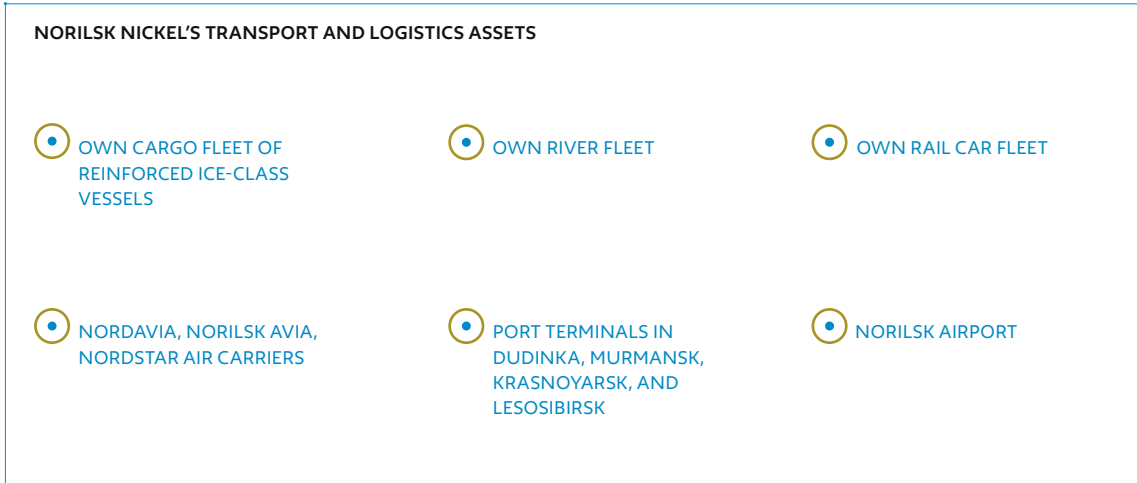 NORILSK NICKEL’S TRANSPORT AND LOGISTICS ASSETS
OWN CARGO FLEET OF
REINFORCED ICE-CLASS
VESSELS
OWN RIVER FLEET
OWN RAIL CAR FLEET
NORDAVIA, NORILSK AVIA,
NORDSTAR AIR CARRIERS
PORT TERMINALS IN
DUDINKA, MURMANSK,
KRASNOYARSK, AND
LESOSIBIRSK
NORILSK AIRPORT